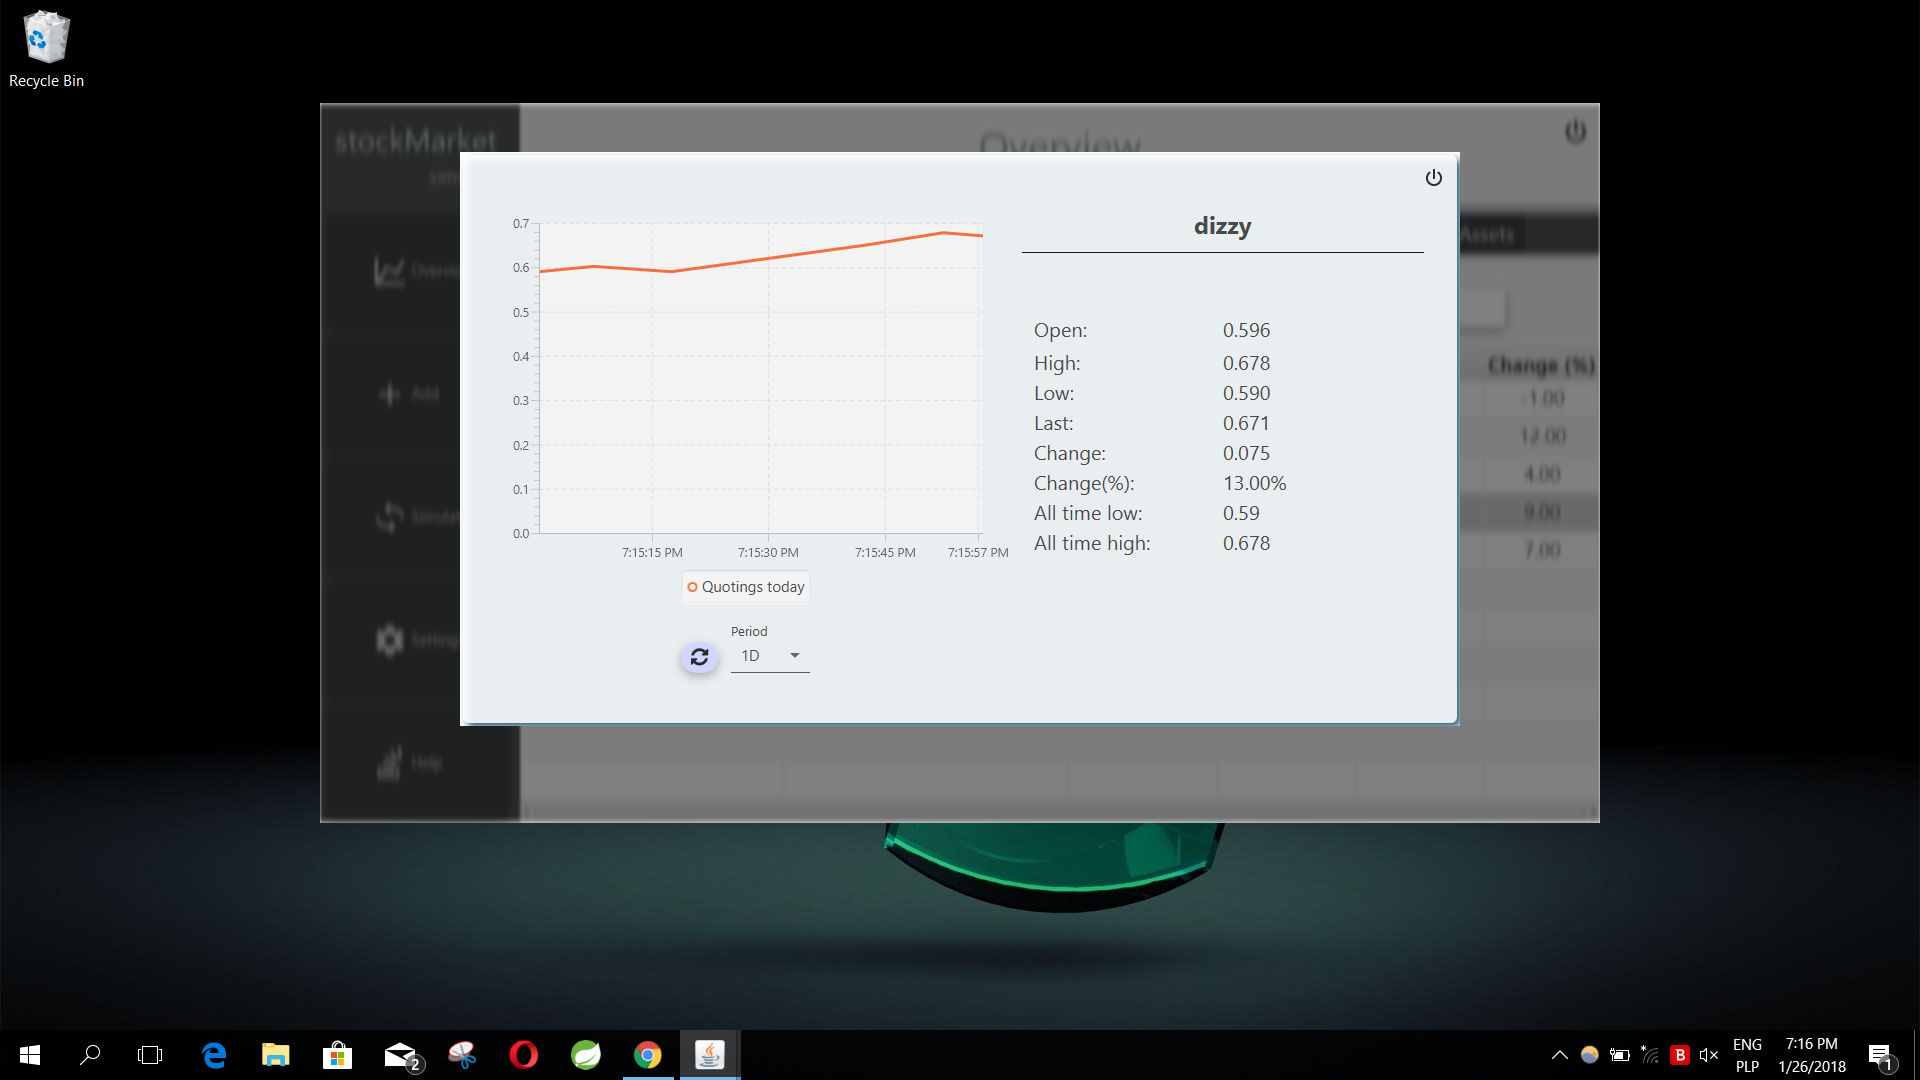 Recycle Bin
stockMarket
Overview
Assets
Add
Settings
Help
Change (%)
-1.00
12.00
4.00
9.00
7.00
dizzy
0.7
0.6
0.5
0.4
0.3
0.2
0.1
0.0
7:15:15 PM
7:15:30 PM
7:15:45 PM
7:15:57 PM
Quotings today
Period
1D
Open: 0.596
High: 0.678
Low: 0.590
Last: 0.671
Change: 0.075
Change(%): 13.00%
All time low: 0.59
All time high: 0.678
2
B
ENG
PLP
7:16 PM
1/26/2018
1